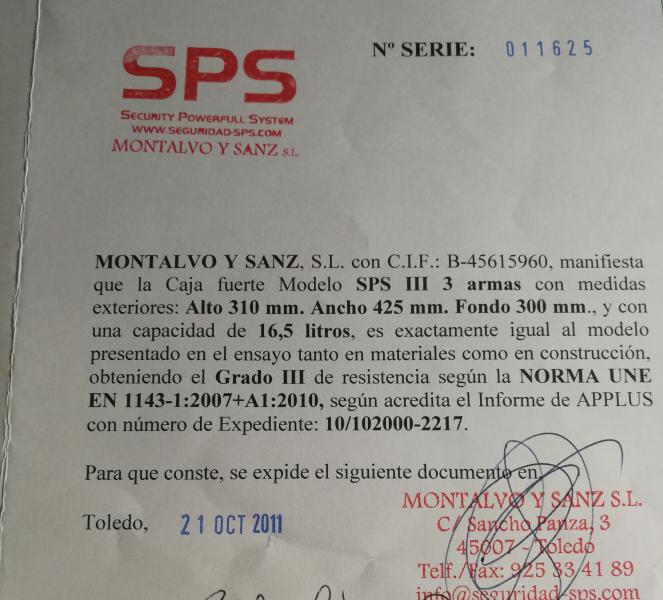 SPS
Nº SERIE: 011625
SECURITY POWERFULL SYSTEM
WWW.SEGURIDAD-SPS.COM
MONTALVO Y SANZ S.L.
MONTALVO Y SANZ, S.L. con C.I.F.: B-45615960, manifiesta
que la Caja fuerte Modelo SPS III 3 armas con medidas
exteriores: Alto 310 mm. Ancho 425 mm. Fondo 300 mm., y con
una capacidad de 16,5 litros, es exactamente igual al modelo
presentado en el ensayo tanto en materiales como en construcción,
obteniendo el Grado III de resistencia según la NORMA UNE
EN 1143-1:2007+A1:2010, según acredita el Informe de APPLUS
con número de Expediente: 10/102000-2217.
Para que conste, se expide el siguiente documento en,
MONTALVO Y SANZ S.L.
Toledo, 21 OCT 2011
C/ Sancho Panza, 3
45007 - Toledo
Telf./Fax: 925 33 41 89
info@seguridad-sps.com